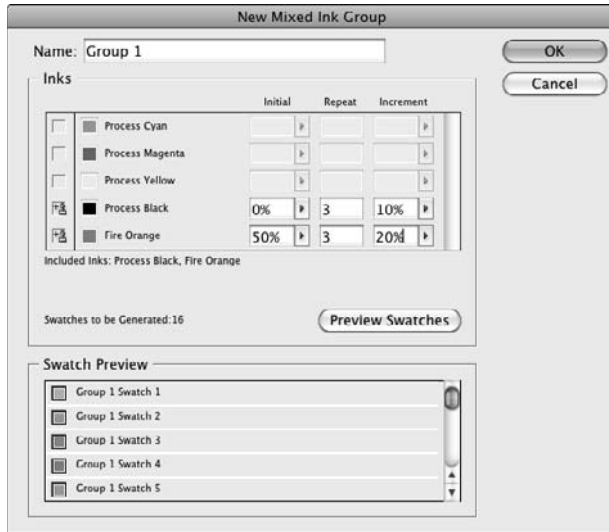 New Mixed Ink Group
Name: Group 1
OK
Cancel
Inks
Initial Repeat Increment
Process Cyan
Process Magenta
Process Yellow
Process Black 0% 3 10%
Fire Orange 50% 3 20%
Included Inks: Process Black, Fire Orange
Swatches to be Generated:16
Preview Swatches
Swatch Preview
Group 1 Swatch 1
Group 1 Swatch 2
Group 1 Swatch 3
Group 1 Swatch 4
Group 1 Swatch 5